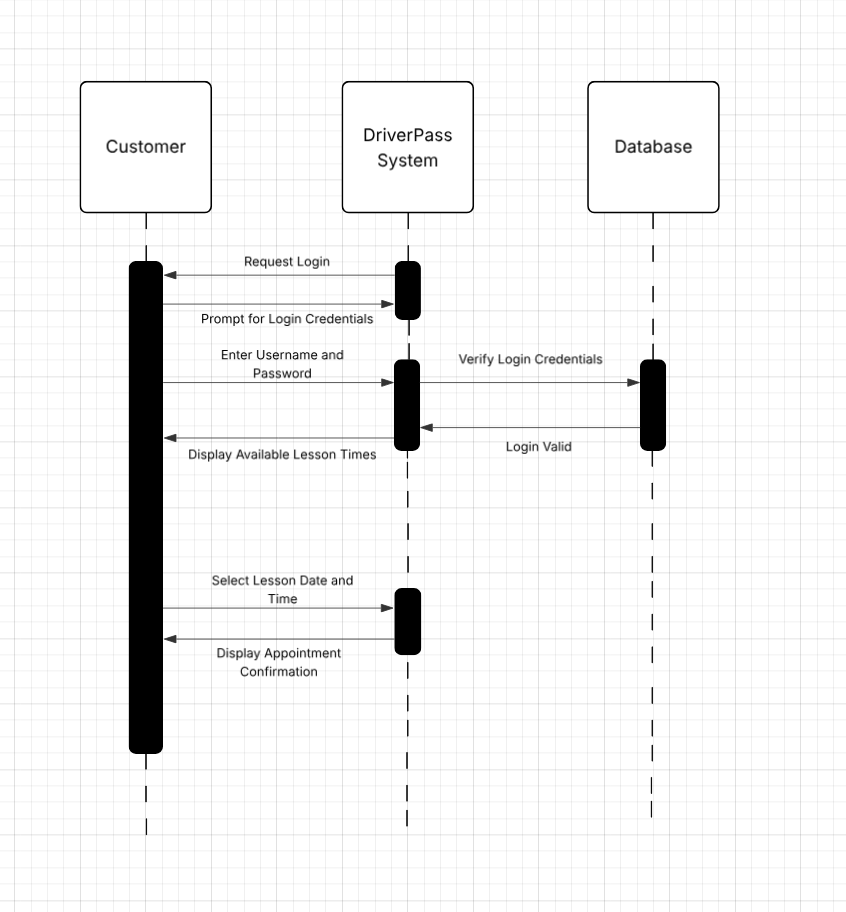 Customer
DriverPass
System
Database
Request Login
Prompt for Login Credentials
Enter Username and
Password
Verify Login Credentials
Login Valid
Display Available Lesson Times
Select Lesson Date and
Time
Display Appointment
Confirmation